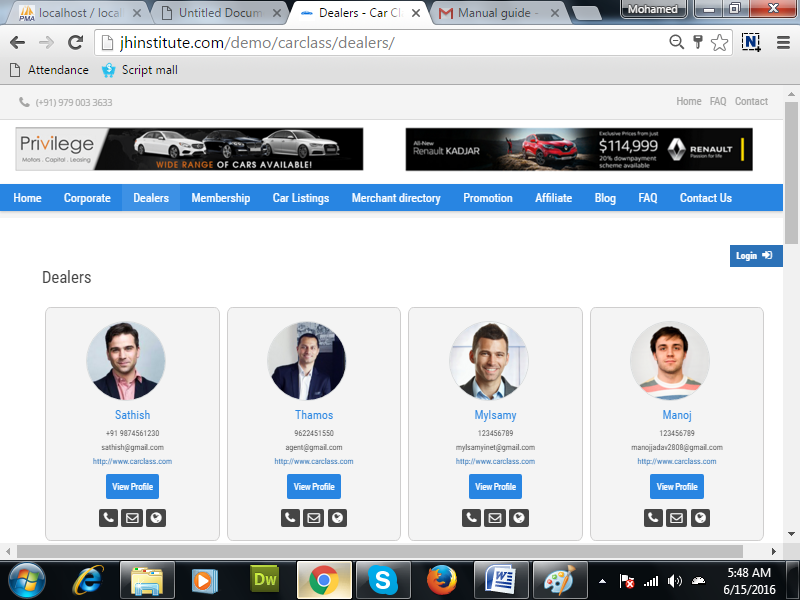 localhost / local
Untitled Docum
Dealers - Car Cl
Manual guide -
Mohamed
jhinstitute.com/demo/carclass/dealers/
Attendance Script mall
(+91) 979 003 3633
Home FAQ Contact
Privilege
Motors . Capital . Leasing
WIDE RANGE OF CARS AVAILABLE!
All-New
Renault KADJAR
Exclusive Prices from just
$114,999
20% downpayment
scheme available
RENAULT
Passion for life
Home Corporate Dealers Membership Car Listings Merchant directory Promotion Affiliate Blog FAQ Contact Us
Login
Dealers
Sathish
+91 9874561230
sathish@gmail.com
http://www.carclass.com
View Profile
Thamos
9622451550
agent@gmail.com
http://www.carclass.com
View Profile
Mylsamy
123456789
mylsamyinet@gmail.com
http://www.carclass.com
View Profile
Manoj
123456789
manojjadav2808@gmail.com
http://www.carclass.com
View Profile
5:48 AM
6/15/2016